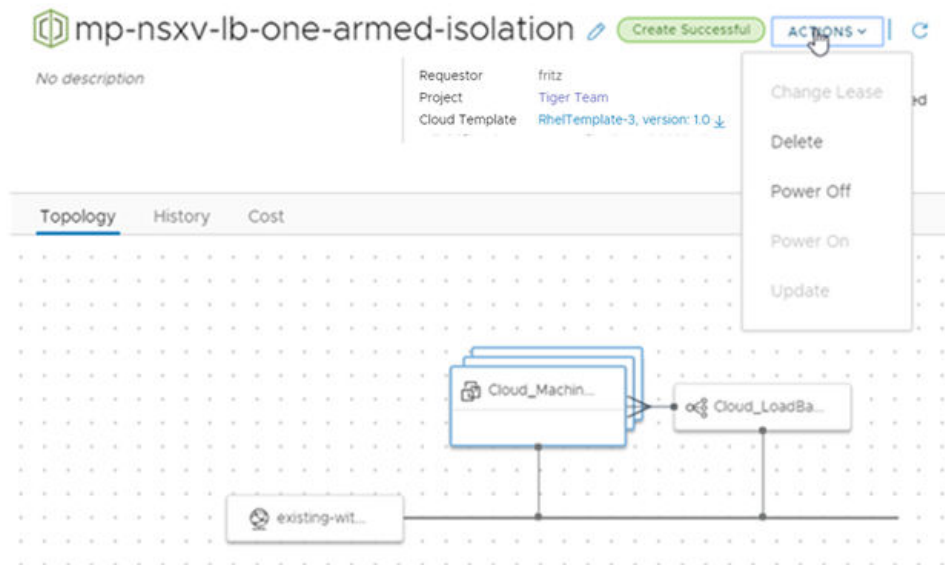 mp-nsxv-lb-one-armed-isolation Create Successful ACTIONS
No description
Requestor fritz
Project Tiger Team
Cloud Template RhelTemplate-3, version: 1.0
Change Lease
Delete
Power Off
Power On
Update
Topology History Cost
Cloud_Machin...
Cloud_LoadBa...
existing-wit...